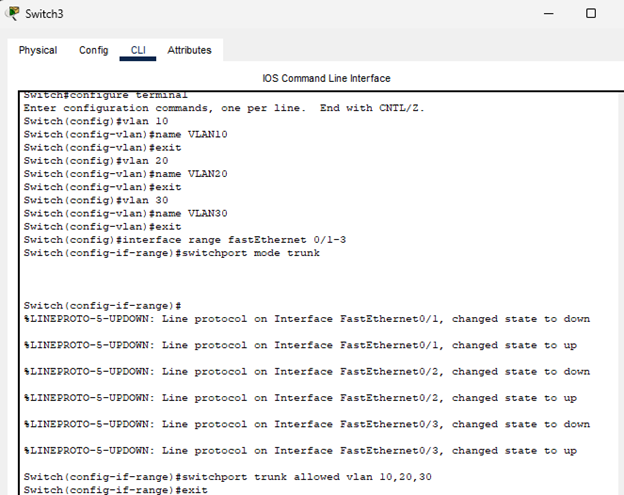 Switch3
Physical Config CLI Attributes
IOS Command Line Interface
Switch#configure terminal
Enter configuration commands, one per line. End with CNTL/Z.
Switch(config)#vlan 10
Switch(config-vlan)#name VLAN10
Switch(config-vlan)#exit
Switch(config)#vlan 20
Switch(config-vlan)#name VLAN20
Switch(config-vlan)#exit
Switch(config)#vlan 30
Switch(config-vlan)#name VLAN30
Switch(config-vlan)#exit
Switch(config)#interface range fastEthernet 0/1-3
Switch(config-if-range)#switchport mode trunk
Switch(config-if-range)#
%LINEPROTO-5-UPDOWN: Line protocol on Interface FastEthernet0/1, changed state to down
%LINEPROTO-5-UPDOWN: Line protocol on Interface FastEthernet0/1, changed state to up
%LINEPROTO-5-UPDOWN: Line protocol on Interface FastEthernet0/2, changed state to down
%LINEPROTO-5-UPDOWN: Line protocol on Interface FastEthernet0/2, changed state to up
%LINEPROTO-5-UPDOWN: Line protocol on Interface FastEthernet0/3, changed state to down
%LINEPROTO-5-UPDOWN: Line protocol on Interface FastEthernet0/3, changed state to up
Switch(config-if-range)#switchport trunk allowed vlan 10,20,30
Switch(config-if-range)#exit